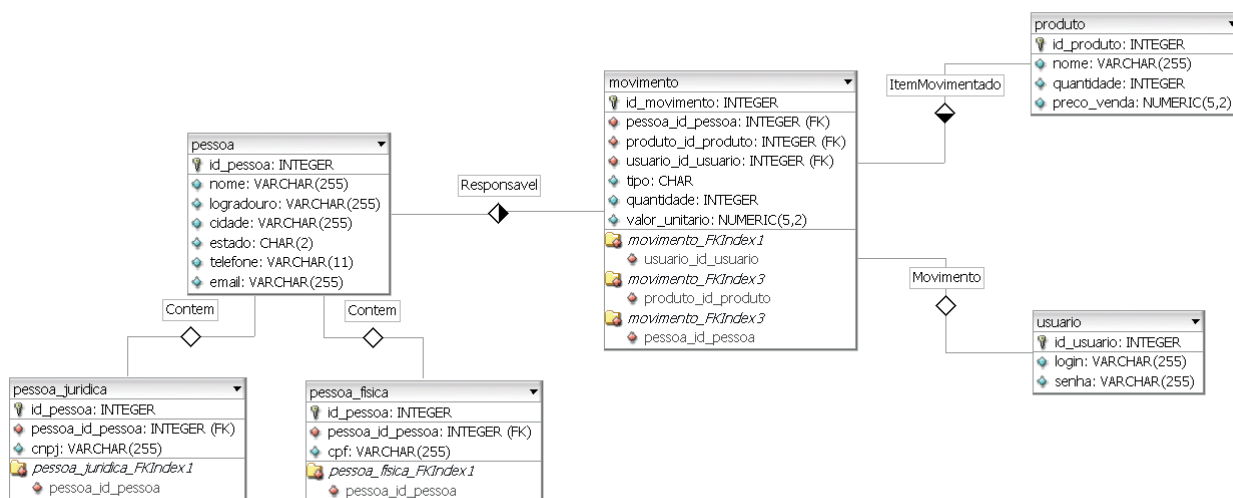 produto
id_produto: INTEGER
nome: VARCHAR(255)
quantidade: INTEGER
preco_venda: NUMERIC(5,2)
ItemMovimentado
movimento
id_movimento: INTEGER
pessoa_id_pessoa: INTEGER (FK)
produto_id_produto: INTEGER (FK)
usuario_id_usuario: INTEGER (FK)
tipo: CHAR
quantidade: INTEGER
valor_unitario: NUMERIC(5,2)
movimento_FKIndex1
usuario_id_usuario
movimento_FKIndex3
produto_id_produto
movimento_FKIndex3
pessoa_id_pessoa
Responsavel
pessoa
id_pessoa: INTEGER
nome: VARCHAR(255)
logradouro: VARCHAR(255)
cidade: VARCHAR(255)
estado: CHAR(2)
telefone: VARCHAR(11)
email: VARCHAR(255)
Movimento
usuario
id_usuario: INTEGER
login: VARCHAR(255)
senha: VARCHAR(255)
Contem
Contem
pessoa_juridica
id_pessoa: INTEGER
pessoa_id_pessoa: INTEGER (FK)
cnpj: VARCHAR(255)
pessoa_juridica_FKIndex1
pessoa_id_pessoa
pessoa_fisica
id_pessoa: INTEGER
pessoa_id_pessoa: INTEGER (FK)
cpf: VARCHAR(255)
pessoa_fisica_FKIndex1
pessoa_id_pessoa